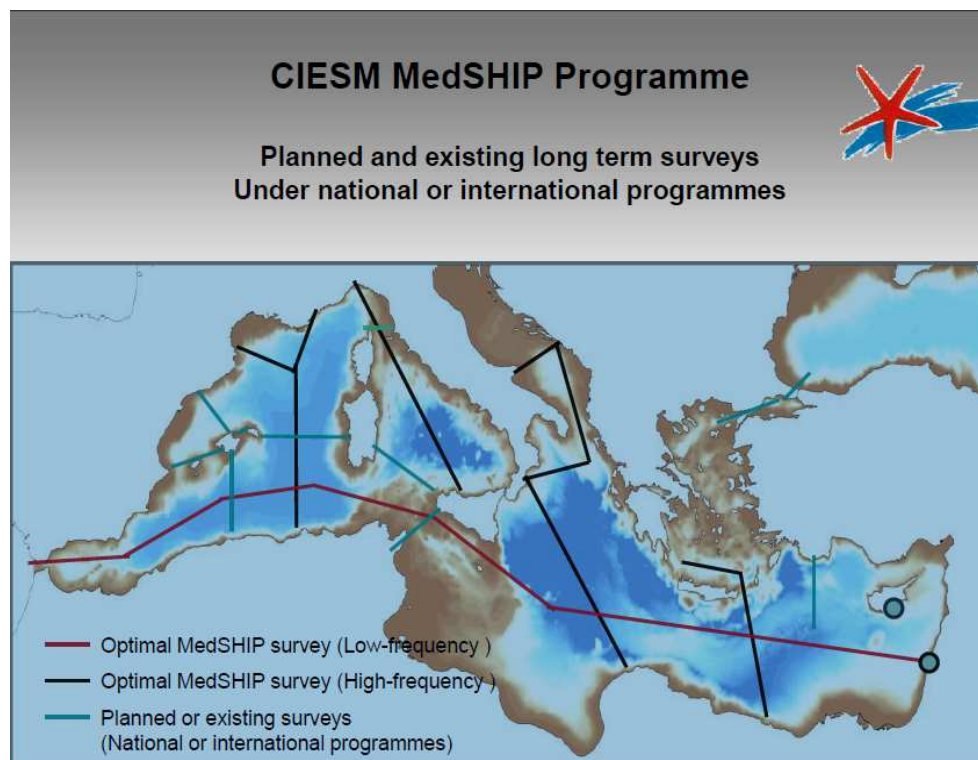 CIESM MedSHIP Programme
Planned and existing long term surveys
Under national or international programmes
Optimal MedSHIP survey (Low-frequency )
Optimal MedSHIP survey (High-frequency )
Planned or existing surveys
(National or international programmes)